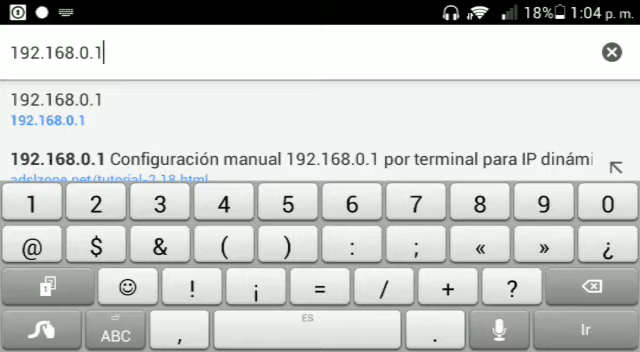 18% 1:04 p. m.
192.168.0.1
192.168.0.1
192.168.0.1
192.168.0.1 Configuración manual 192.168.0.1 por terminal para IP dinámi
adslzone.net/tutorial-2.18.html
1 2 3 4 5 6 7 8 9 0
@ $ & ( ) : ; « » ¿
1 ! ¡ = / + ?
ABC , ES . Ir